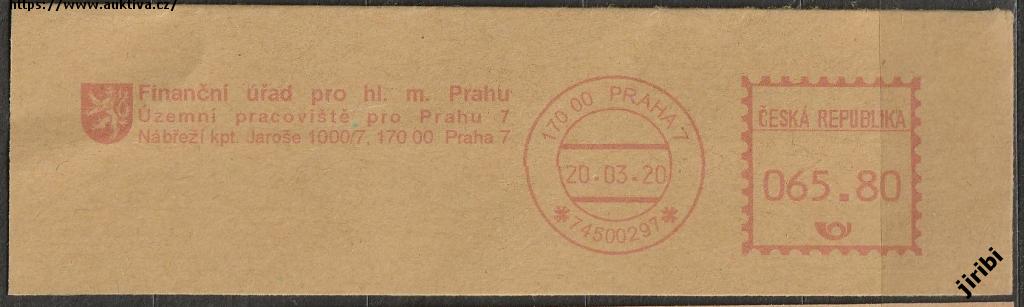 https://www.auktiva.cz/
Finanční úřad pro hl. m. Prahu
Územní pracoviště pro Prahu 7
Nábřeží kpt. Jaroše 1000/7, 170 00 Praha 7
170 00 PRAHA 7
20.03.20
*74500297*
ČESKÁ REPUBLIKA
065.80
jiribi